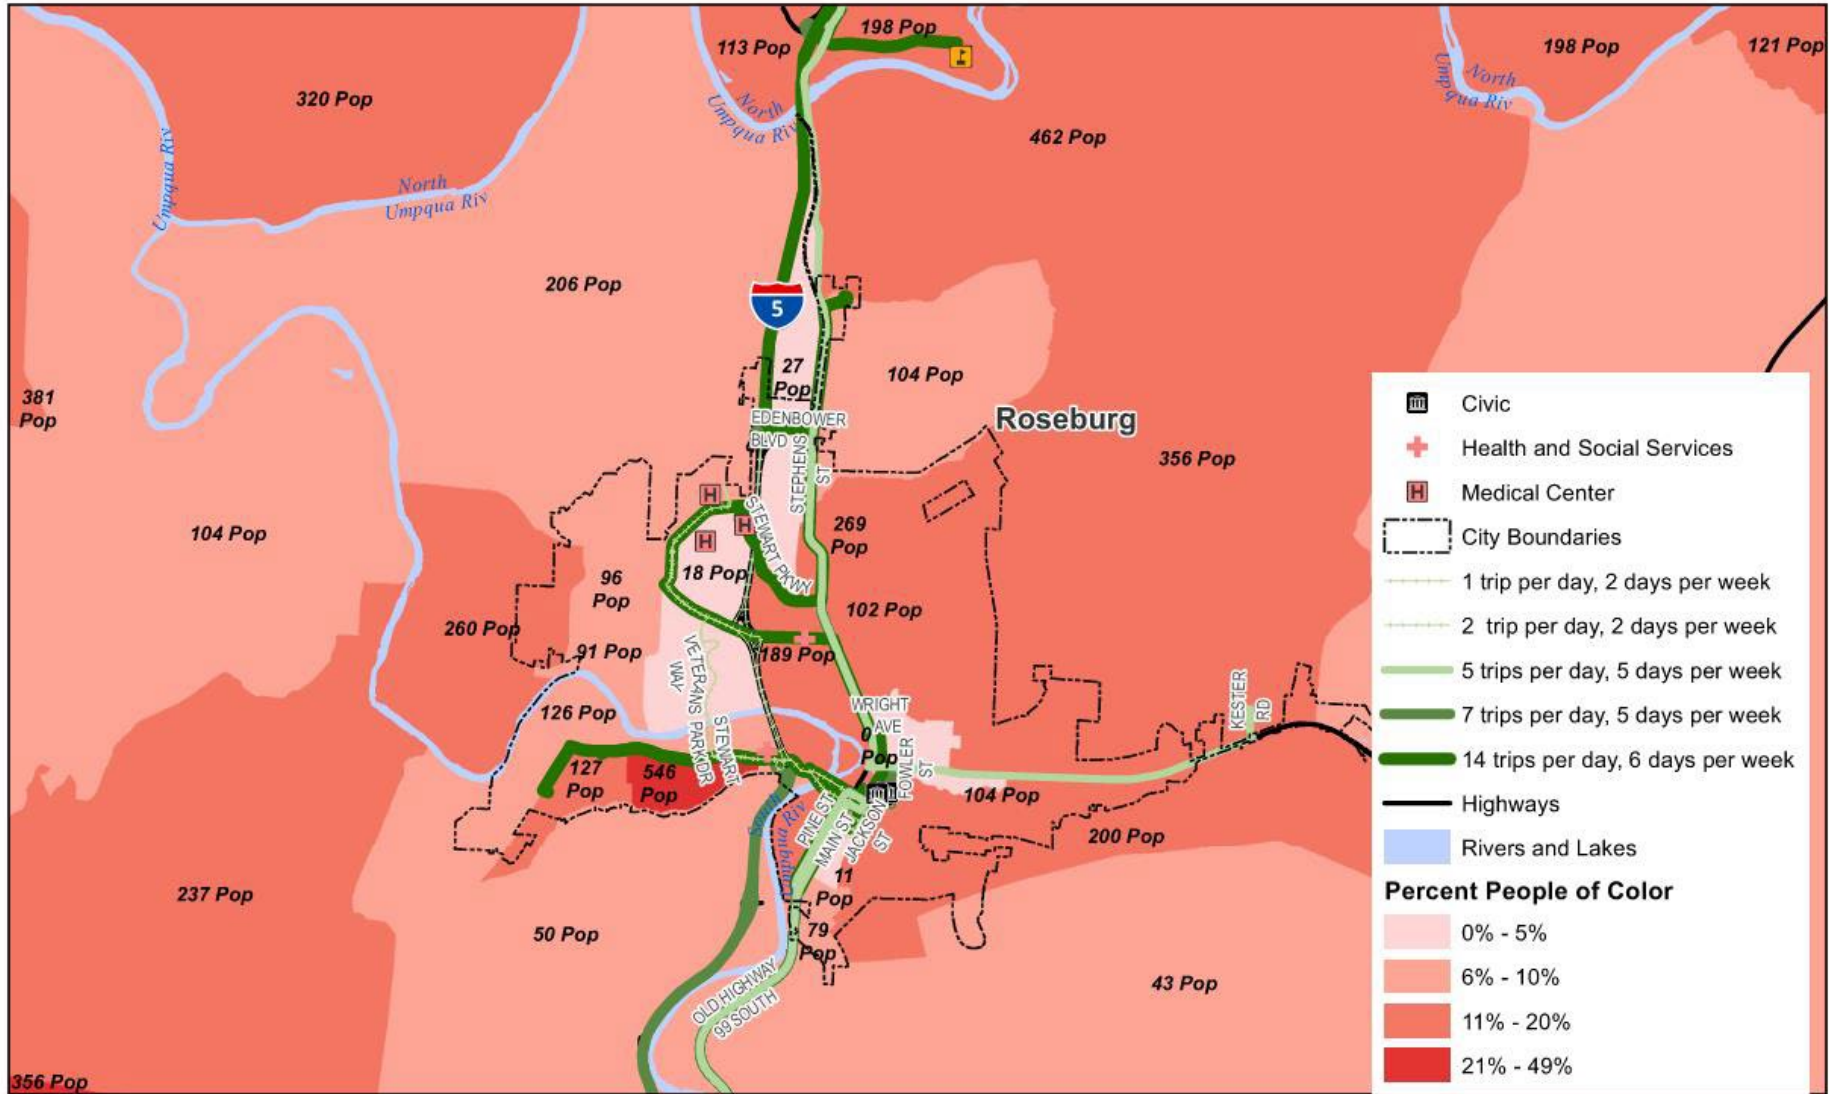 198 Pop
113 Pop
198 Pop
121 Pop
320 Pop
North
Umpqua Riv
North
Umpqua Riv
462 Pop
Umpqua Riv
North
Umpqua Riv
206 Pop
5
27
Pop
104 Pop
381
Pop
EDENBOWER
BLVD
STEPHENS
ST
Roseburg
356 Pop
104 Pop
H
H
H
STEWART PKWY
269
Pop
18 Pop
96
Pop
102 Pop
260 Pop
91 Pop
189 Pop
VETERANS
WAY
126 Pop
STEWART
PARK DR
WRIGHT
AVE
0
Pop
FOWLER
ST
KESTER
RD
127
Pop
546
Pop
104 Pop
200 Pop
PINE ST
MAIN ST
JACKSON
ST
South
Umpqua Riv
11
Pop
237 Pop
50 Pop
79
Pop
43 Pop
OLD HIGHWAY
99 SOUTH
356 Pop
Civic
Health and Social Services
H Medical Center
City Boundaries
1 trip per day, 2 days per week
2 trip per day, 2 days per week
5 trips per day, 5 days per week
7 trips per day, 5 days per week
14 trips per day, 6 days per week
Highways
Rivers and Lakes
Percent People of Color
0% - 5%
6% - 10%
11% - 20%
21% - 49%